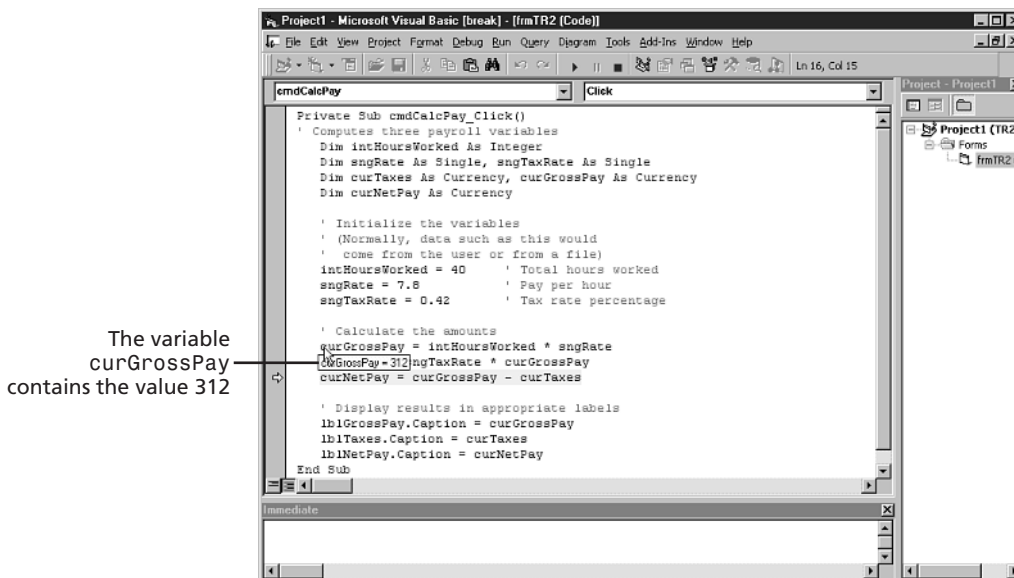 Project1 - Microsoft Visual Basic [break] - [frmTR2 (Code)]
File Edit View Project Format Debug Run Query Diagram Tools Add-Ins Window Help
Ln 16, Col 15
cmdCalcPay Click
Private Sub cmdCalcPay_Click()
' Computes three payroll variables
Dim intHoursWorked As Integer
Dim sngRate As Single, sngTaxRate As Single
Dim curTaxes As Currency, curGrossPay As Currency
Dim curNetPay As Currency
' Initialize the variables
' (Normally, data such as this would
' come from the user or from a file)
intHoursWorked = 40 ' Total hours worked
sngRate = 7.8 ' Pay per hour
sngTaxRate = 0.42 ' Tax rate percentage
' Calculate the amounts
curGrossPay = intHoursWorked * sngRate
curGrossPay = 312 ngTaxRate * curGrossPay
curNetPay = curGrossPay - curTaxes
' Display results in appropriate labels
lblGrossPay.Caption = curGrossPay
lblTaxes.Caption = curTaxes
lblNetPay.Caption = curNetPay
End Sub
Immediate
Project - Project1
Project1 (TR2
Forms
frmTR2
The variable
curGrossPay
contains the value 312